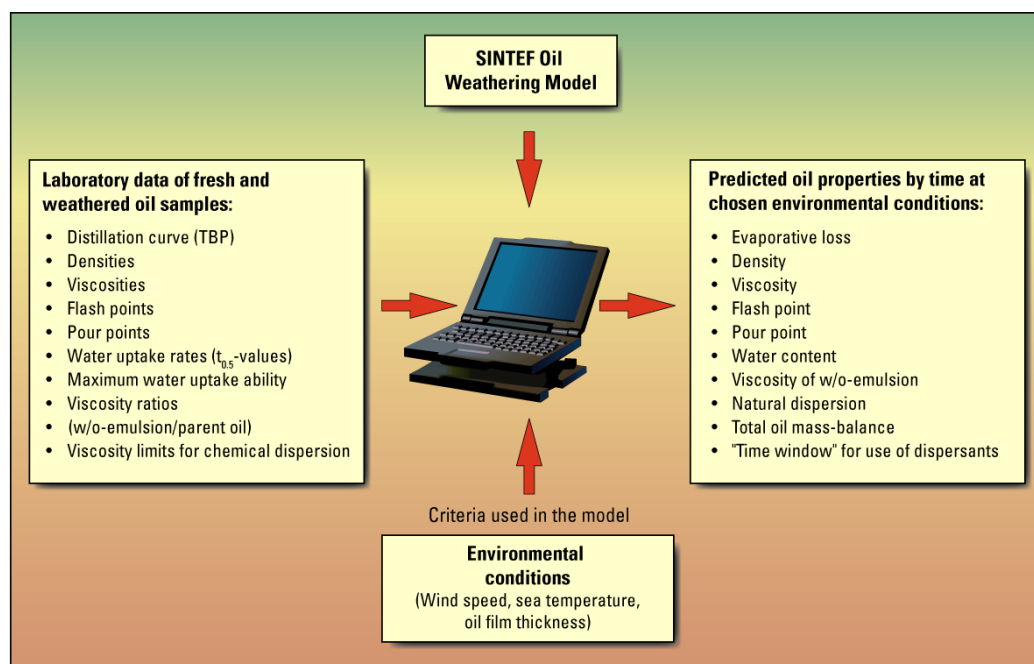 SINTEF Oil
Weathering Model
Laboratory data of fresh and
weathered oil samples:
• Distillation curve (TBP)
• Densities
• Viscosities
• Flash points
• Pour points
• Water uptake rates (t0.5-values)
• Maximum water uptake ability
• Viscosity ratios
• (w/o-emulsion/parent oil)
• Viscosity limits for chemical dispersion
Predicted oil properties by time at
chosen environmental conditions:
• Evaporative loss
• Density
• Viscosity
• Flash point
• Pour point
• Water content
• Viscosity of w/o-emulsion
• Natural dispersion
• Total oil mass-balance
• "Time window" for use of dispersants
Criteria used in the model
Environmental
conditions
(Wind speed, sea temperature,
oil film thickness)